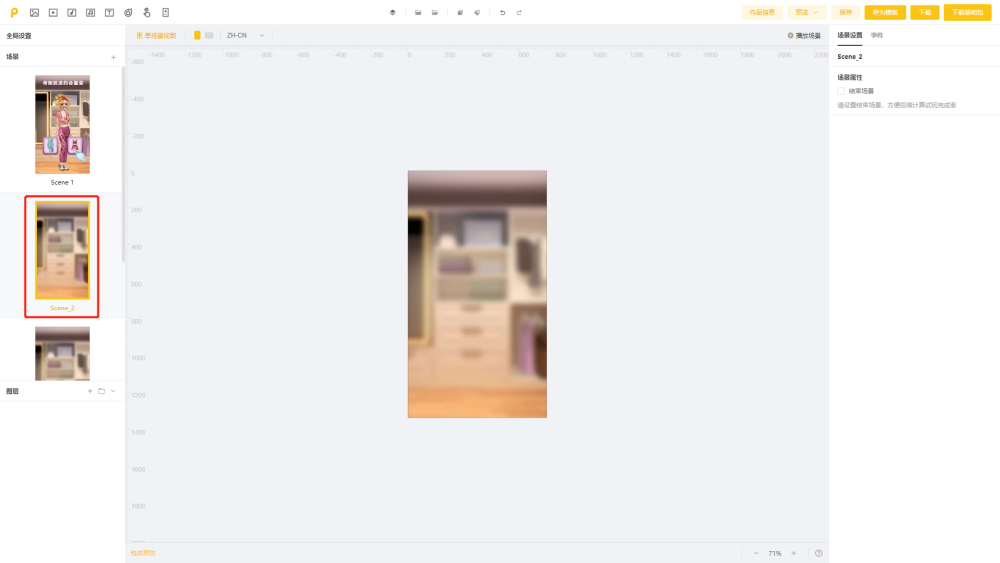 作品信息
预览
保存
存为模板
下载
下载基础包
全局设置
单场景视图
ZH-CN
播放场景
场景设置
事件
场景
-1400
-1200
-1000
-800
-600
-400
-200
0
200
400
600
800
1000
1200
1400
1600
1800
2000
2200
Scene_2
-600
场景属性
结束场景
请设置结束场景，方便后续计算试玩完成率
-400
-200
0
Scene 1
200
400
600
Scene_2
800
1000
图层
1200
1400
1600
1800
71%